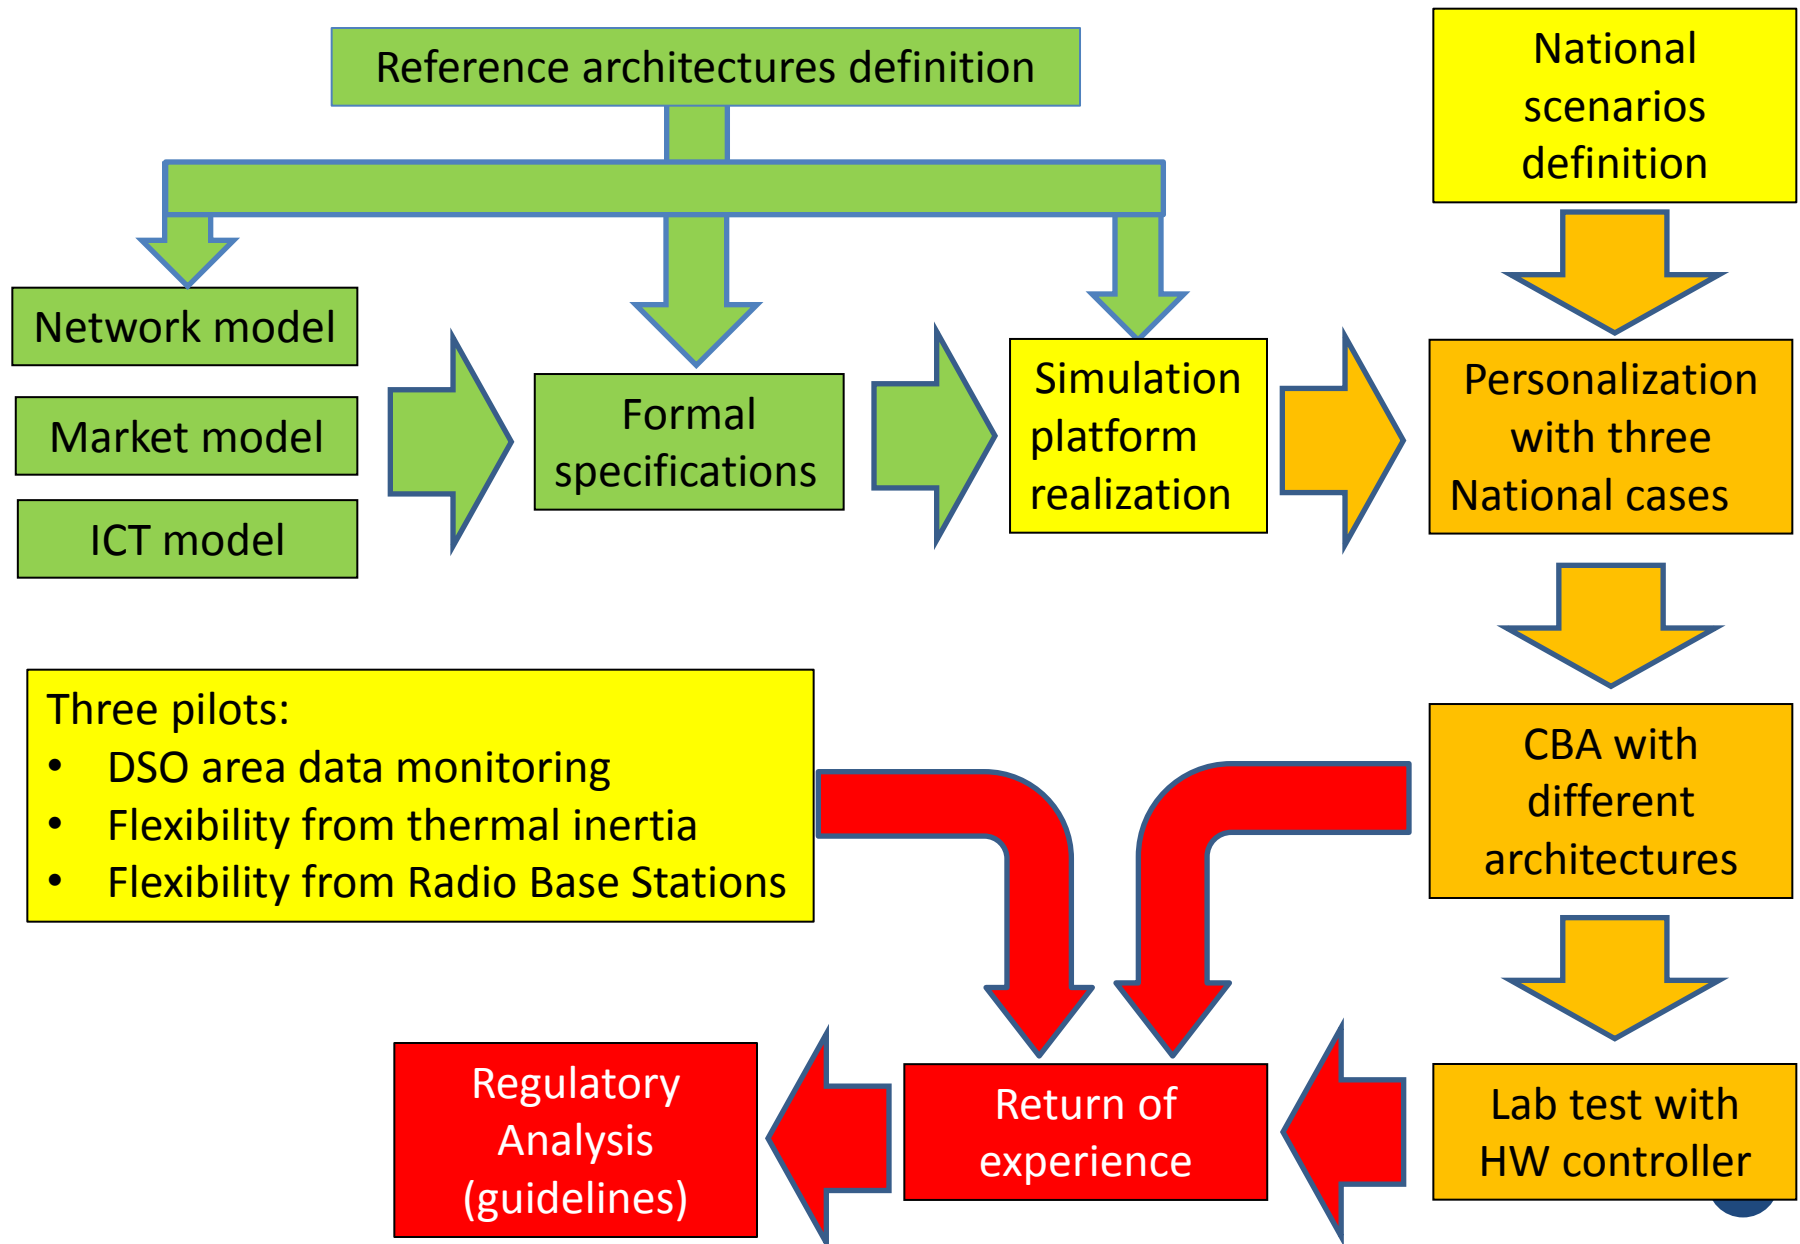 Reference architectures definition
National
scenarios
definition
Network model
Market model
ICT model
Formal
specifications
Simulation
platform
realization
Personalization
with three
National cases
Three pilots:
• DSO area data monitoring
• Flexibility from thermal inertia
• Flexibility from Radio Base Stations
CBA with
different
architectures
Regulatory
Analysis
(guidelines)
Return of
experience
Lab test with
HW controller